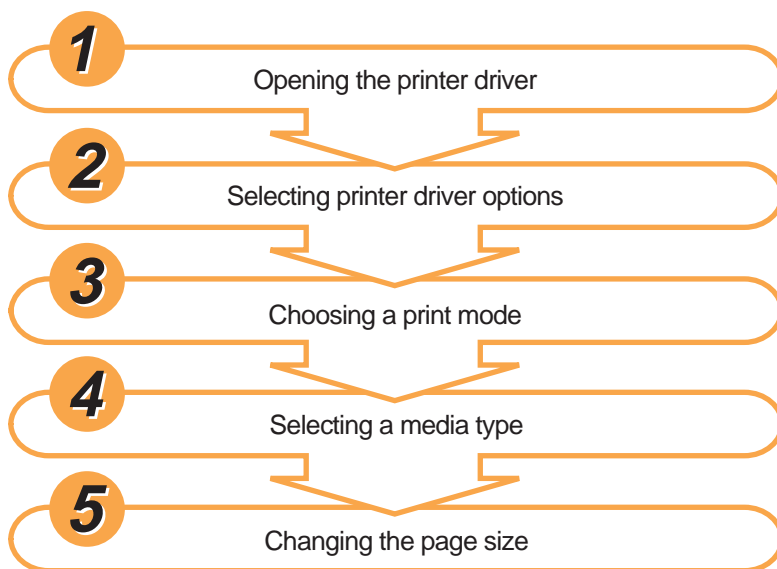 1
Opening the printer driver
2
Selecting printer driver options
3
Choosing a print mode
4
Selecting a media type
5
Changing the page size